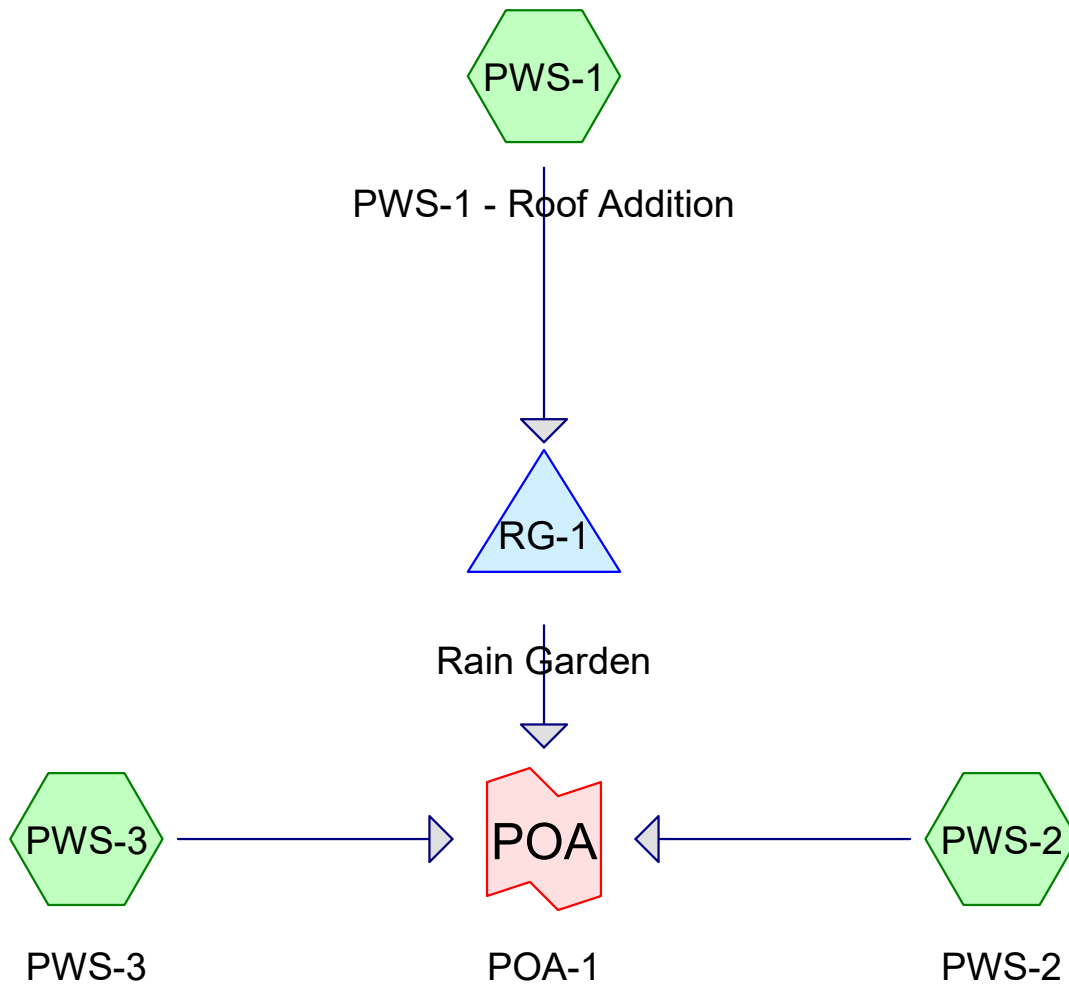 PWS-1
PWS-1 - Roof Addition
RG-1
Rain Garden
PWS-3
POA
PWS-2
PWS-3
POA-1
PWS-2